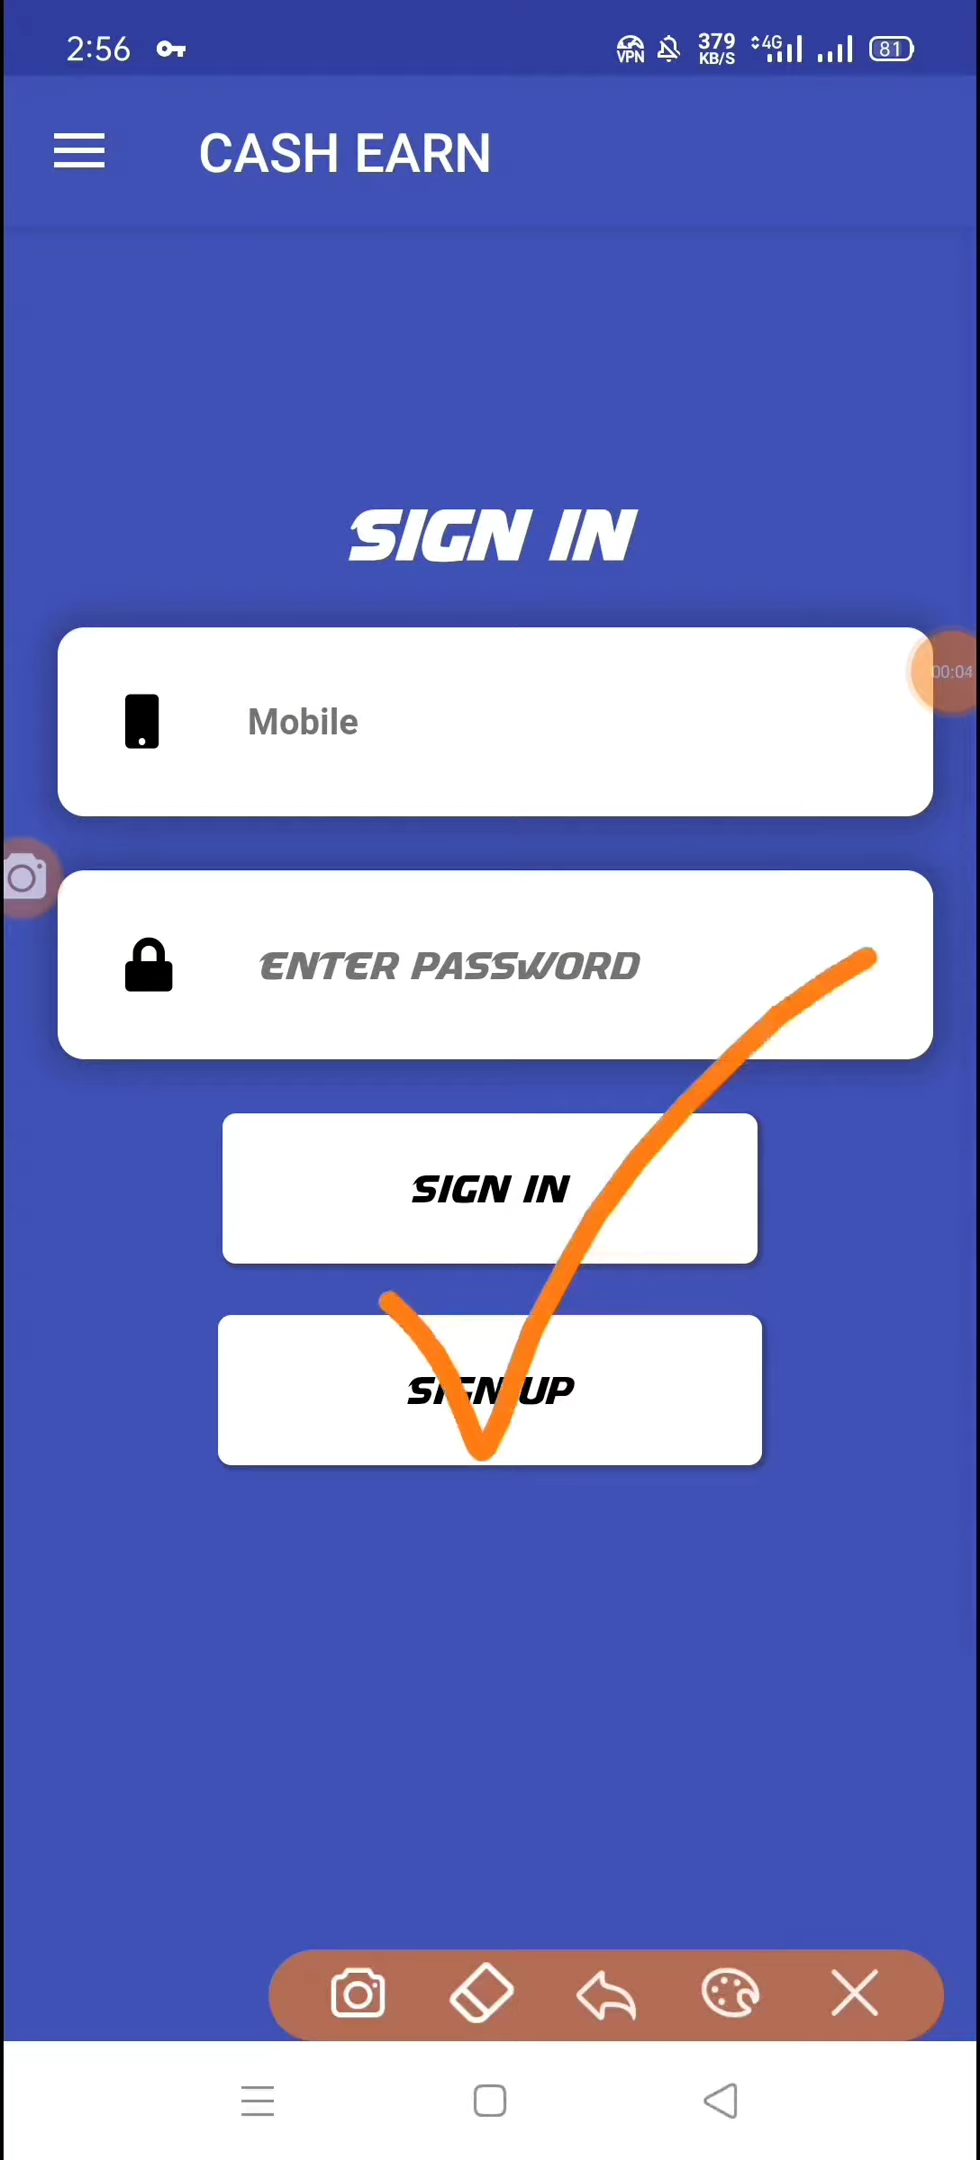 2:56 VPN 379 KB/S 4G 81
CASH EARN
SIGN IN
Mobile
00:04
ENTER PASSWORD
SIGN IN
SIGN UP